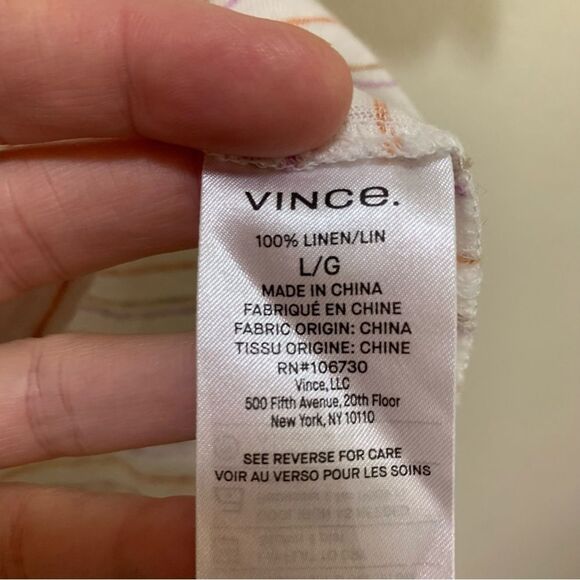 VINCE.
100% LINEN/LIN
L/G
MADE IN CHINA
FABRIQUÉ EN CHINE
FABRIC ORIGIN: CHINA
TISSU ORIGINE: CHINE
RN#106730
Vince, LLC
500 Fifth Avenue, 20th Floor
New York, NY 10110
SEE REVERSE FOR CARE
VOIR AU VERSO POUR LES SOINS